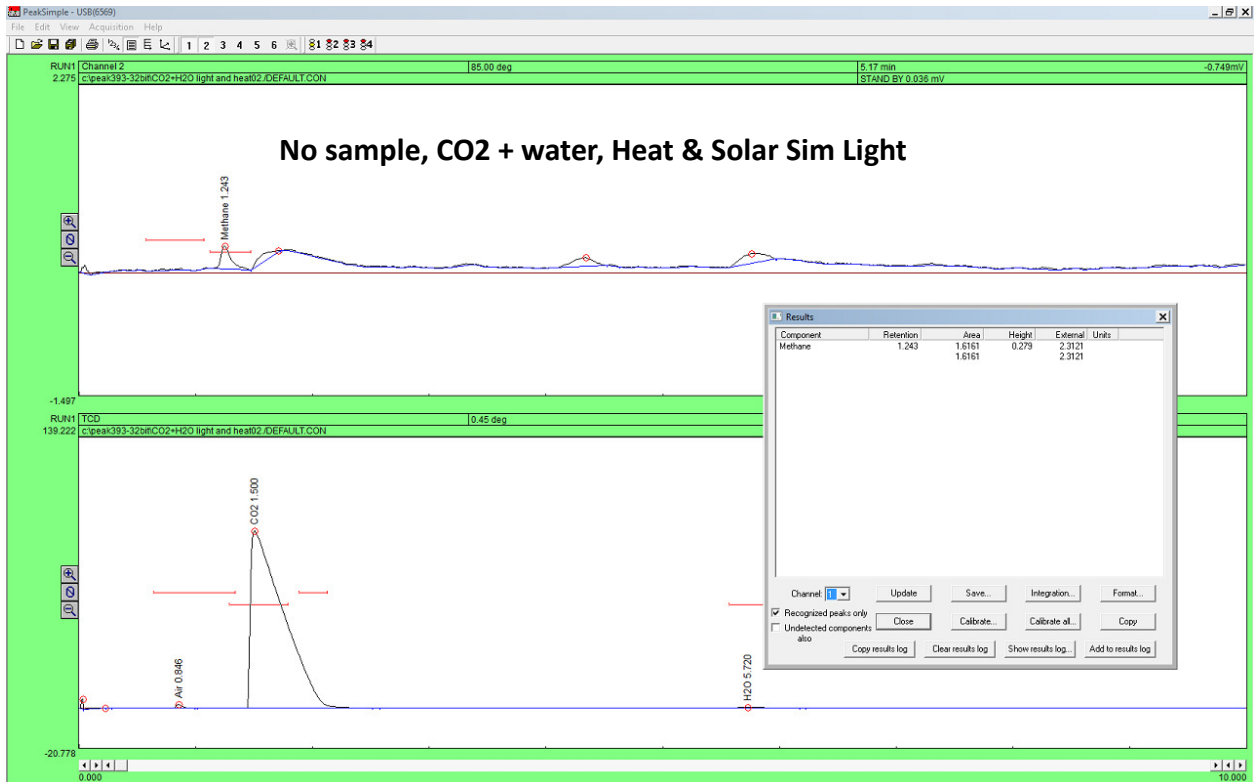 PeakSimple - USB(6569)
File Edit View Acquisition Help
1 2 3 4 5 6 1 2 3 4
RUN1 Channel 2 85.00 deg 5.17 min -0.749mV
2.275 c:\peak393-32bit\CO2+H2O light and heat02./DEFAULT.CON STAND BY 0.036 mV
No sample, CO2 + water, Heat & Solar Sim Light
Methane 1.243
-1.497
RUN1 TCD 0.45 deg
139.222 c:\peak393-32bit\CO2+H2O light and heat02./DEFAULT.CON
Air 0.846
CO2 1.500
H2O 5.720
-20.778
0.000 10.000
Results
Component Retention Area Height External Units
Methane 1.243 1.6161 0.279 2.3121
1.6161 2.3121
Channel: 1 Update Save... Integration... Format...
Recognized peaks only
Undetected components also
Close Calibrate... Calibrate all... Copy
Copy results log Clear results log Show results log... Add to results log